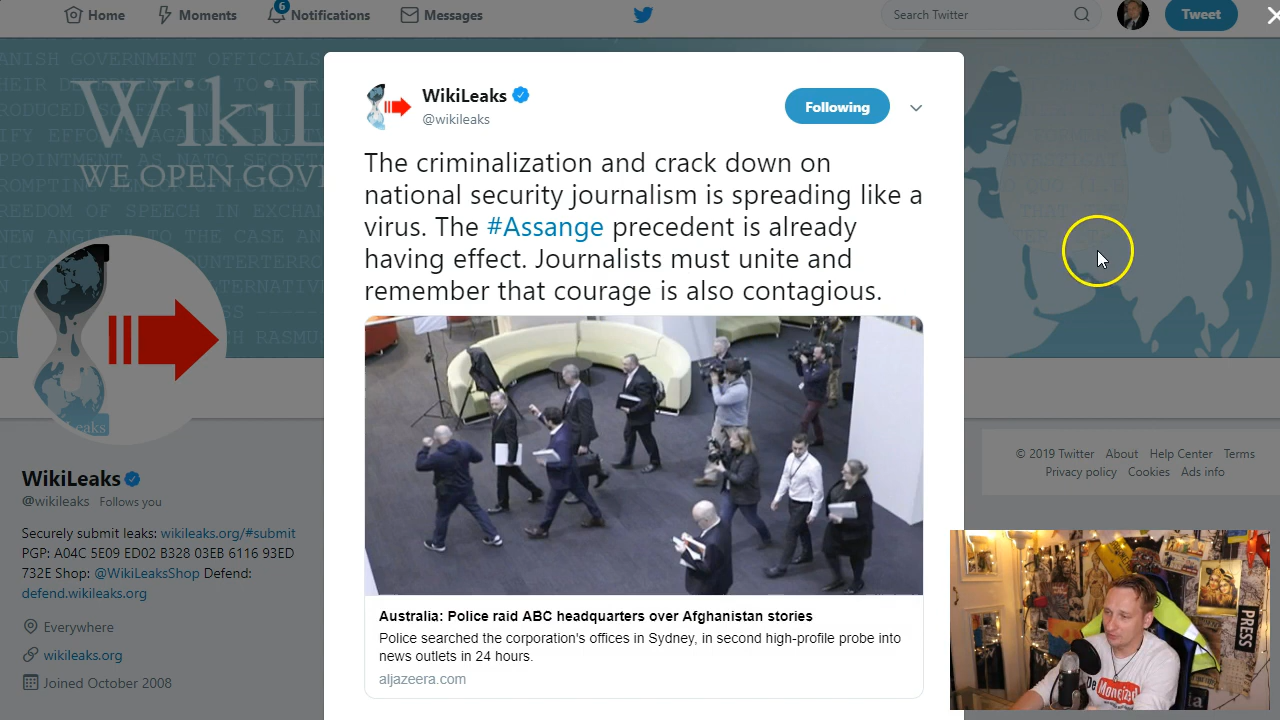 Home
Moments
6
Notifications
Messages
Search Twitter
Tweet
WikiL
WE OPEN GOV
WikiLeaks
@wikileaks
Following
The criminalization and crack down on
national security journalism is spreading like a
virus. The #Assange precedent is already
having effect. Journalists must unite and
remember that courage is also contagious.
Australia: Police raid ABC headquarters over Afghanistan stories
Police searched the corporation's offices in Sydney, in second high-profile probe into
news outlets in 24 hours.
aljazeera.com
eaks
WikiLeaks
@wikileaks Follows you
Securely submit leaks: wikileaks.org/#submit
PGP: A04C 5E09 ED02 B328 03EB 6116 93ED
732E Shop: @WikiLeaksShop Defend:
defend.wikileaks.org
Everywhere
wikileaks.org
Joined October 2008
© 2019 Twitter About Help Center Terms
Privacy policy Cookies Ads info
PRESS
De Monetized